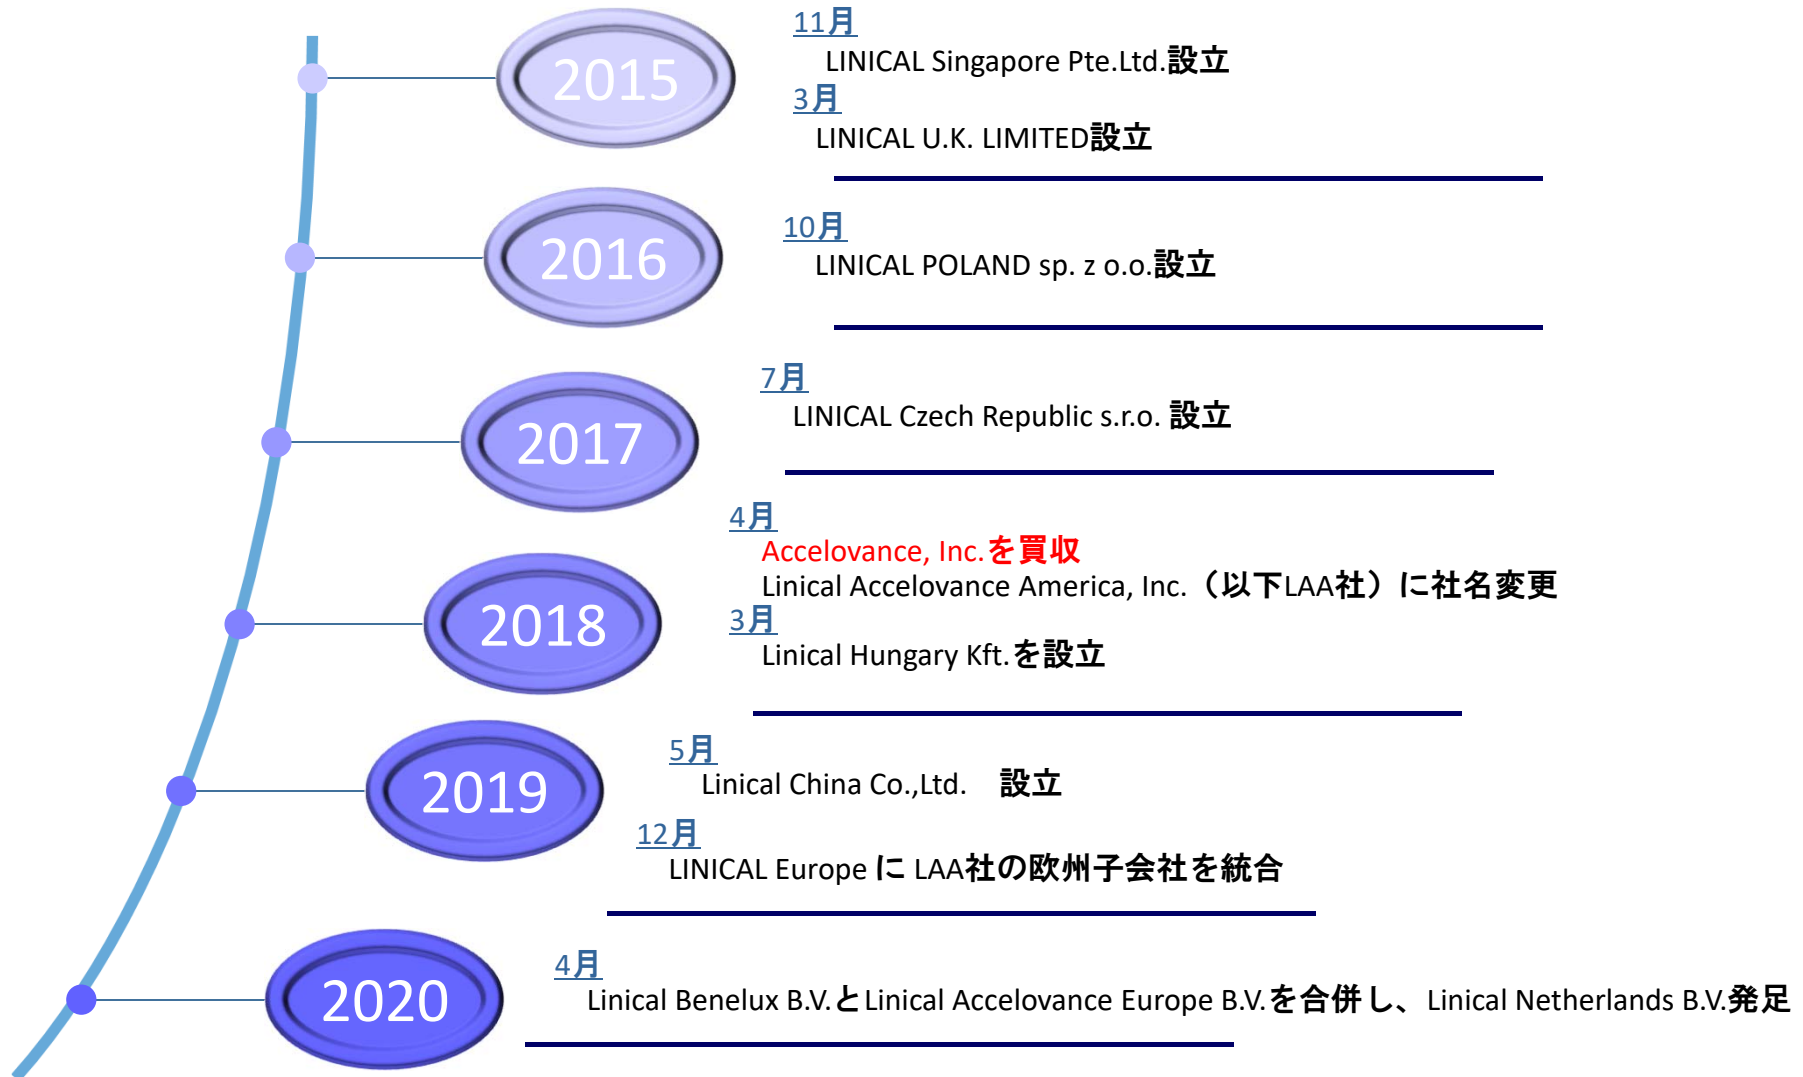 2015
11月
LINICAL Singapore Pte.Ltd.設立
3月
LINICAL U.K. LIMITED設立
2016
10月
LINICAL POLAND sp. z o.o.設立
2017
7月
LINICAL Czech Republic s.r.o. 設立
2018
4月
Accelovance, Inc.を買収
Linical Accelovance America, Inc.（以下LAA社）に社名変更
3月
Linical Hungary Kft.を設立
2019
5月
Linical China Co.,Ltd.　設立
12月
LINICAL Europe に LAA社の欧州子会社を統合
2020
4月
Linical Benelux B.V.とLinical Accelovance Europe B.V.を合併し、Linical Netherlands B.V.発足